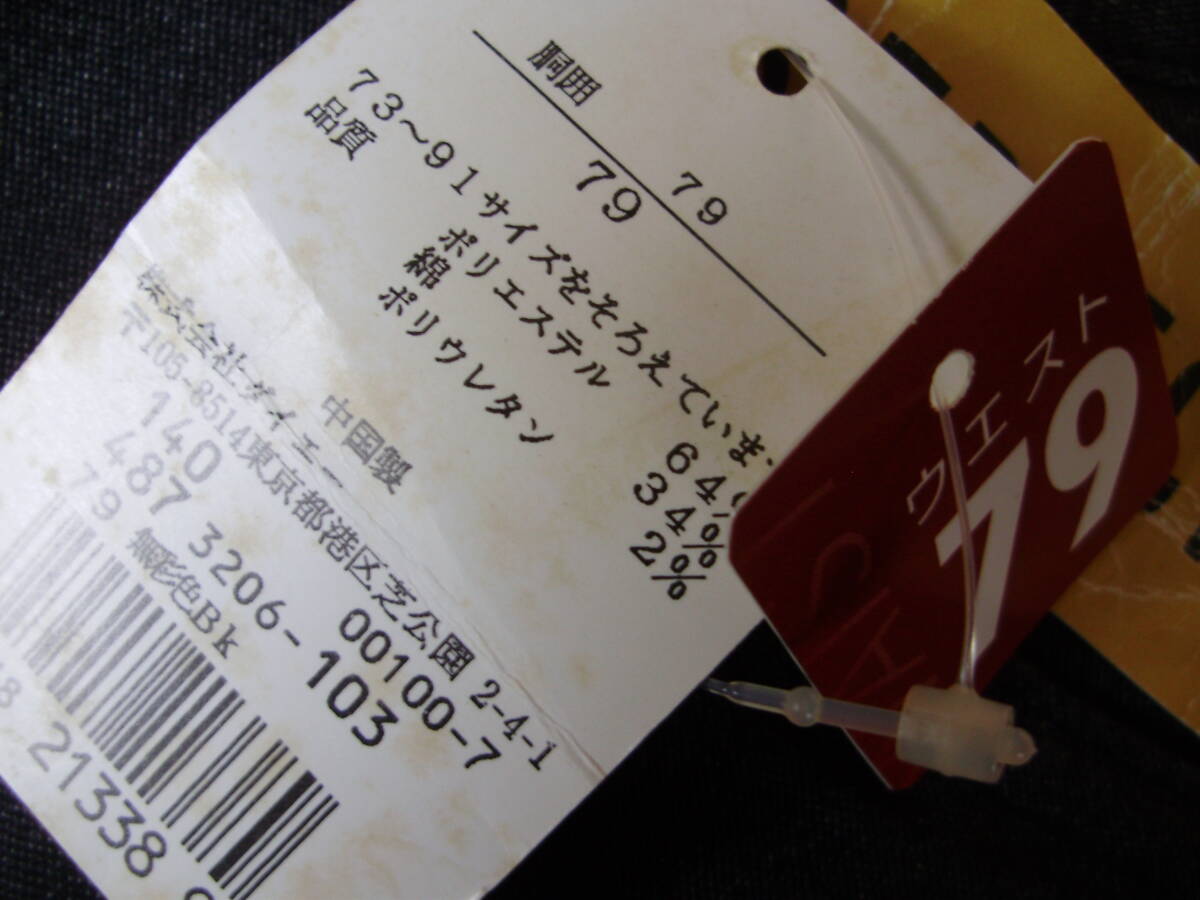 胴囲 79
79
73～91サイズをそろえていま
品質
ポリエステル 64
綿 34%
ポリウレタン 2%
中国製
株式会社ダイエー
〒105-8514東京都港区芝公園2-4-1
140 00100-7
487 3206-103
79 無彩色Bk
8 21338
ウエスト
79